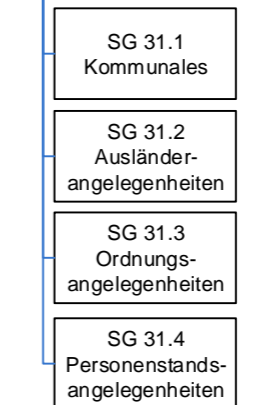 SG 31.1
Kommunales
SG 31.2
Ausländer-
angelegenheiten
SG 31.3
Ordnungs-
angelegenheiten
SG 31.4
Personenstands-
angelegenheiten